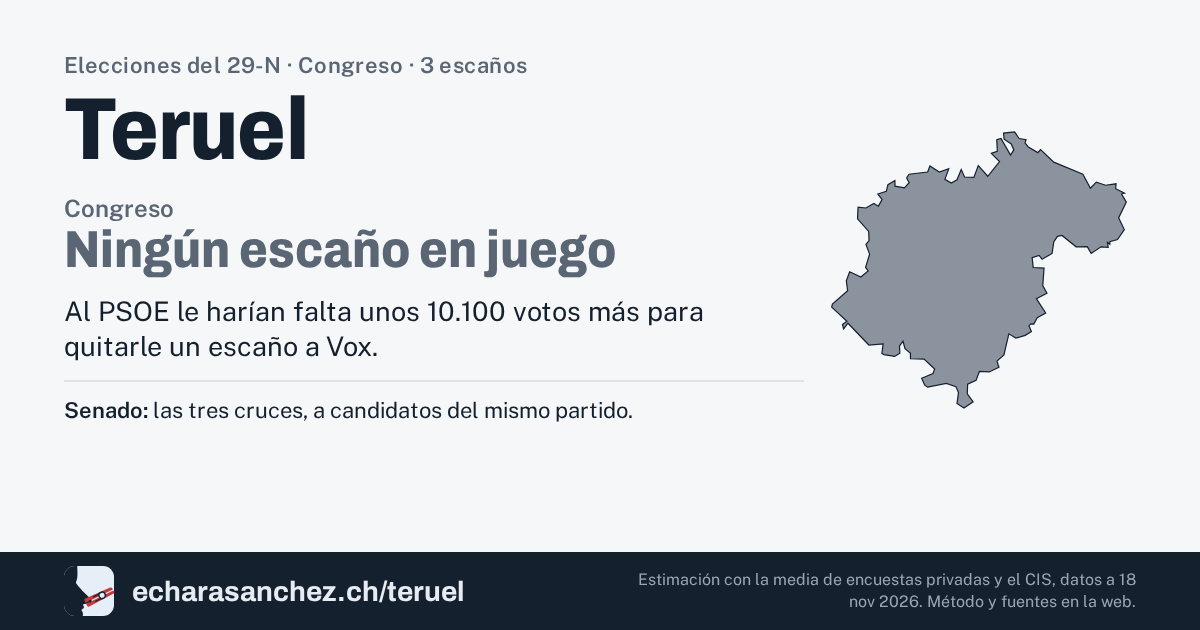 Elecciones del 29-N · Congreso · 3 escaños
Teruel
Congreso
Ningún escaño en juego
Al PSOE le harían falta unos 10.100 votos más para
quitarle un escaño a Vox.
Senado: las tres cruces, a candidatos del mismo partido.
echarasanchez.ch/teruel
Estimación con la media de encuestas privadas y el CIS, datos a 18
nov 2026. Método y fuentes en la web.